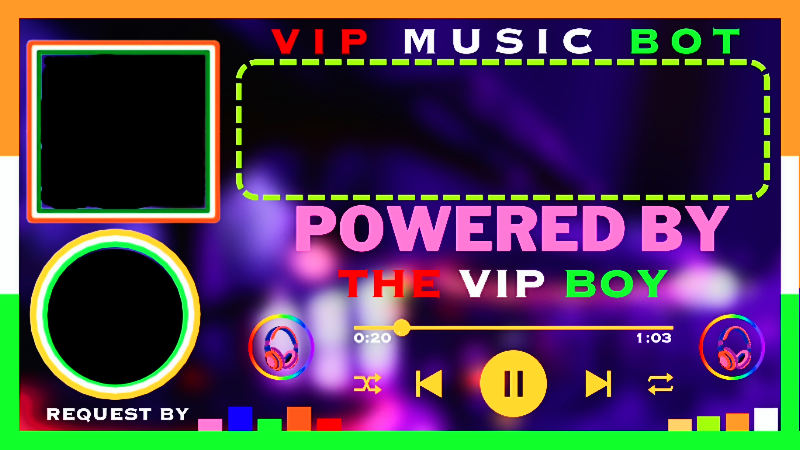 VIP MUSIC BOT
POWERED BY
THE VIP BOY
0:20 1:03
REQUEST BY